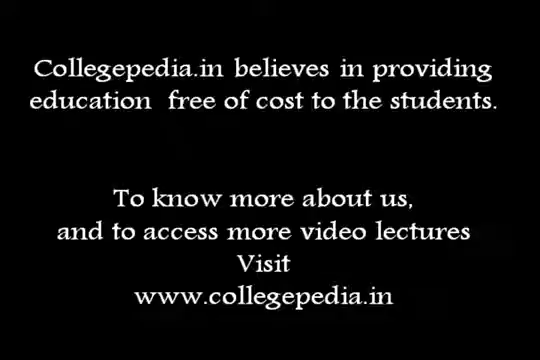 Collegepedia.in believes in providing
education  free of cost to the students.
To know more about us,
and to access more video lectures
Visit
www.collegepedia.in